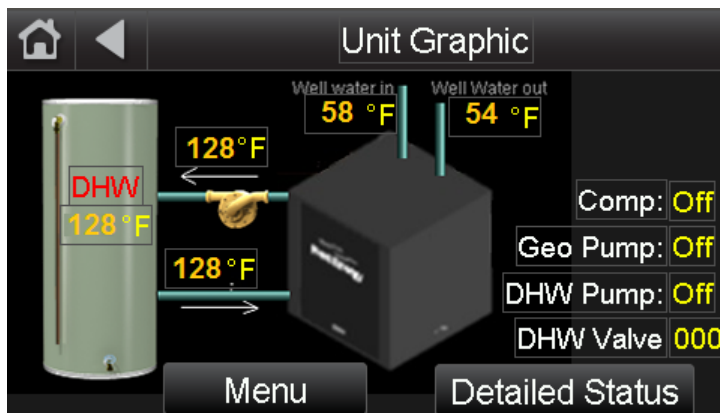 Unit Graphic
Well water in
Well Water out
58 °F
54 °F
128°F
DHW
128°F
128°F
Comp: Off
Geo Pump: Off
DHW Pump: Off
DHW Valve 000
Menu
Detailed Status